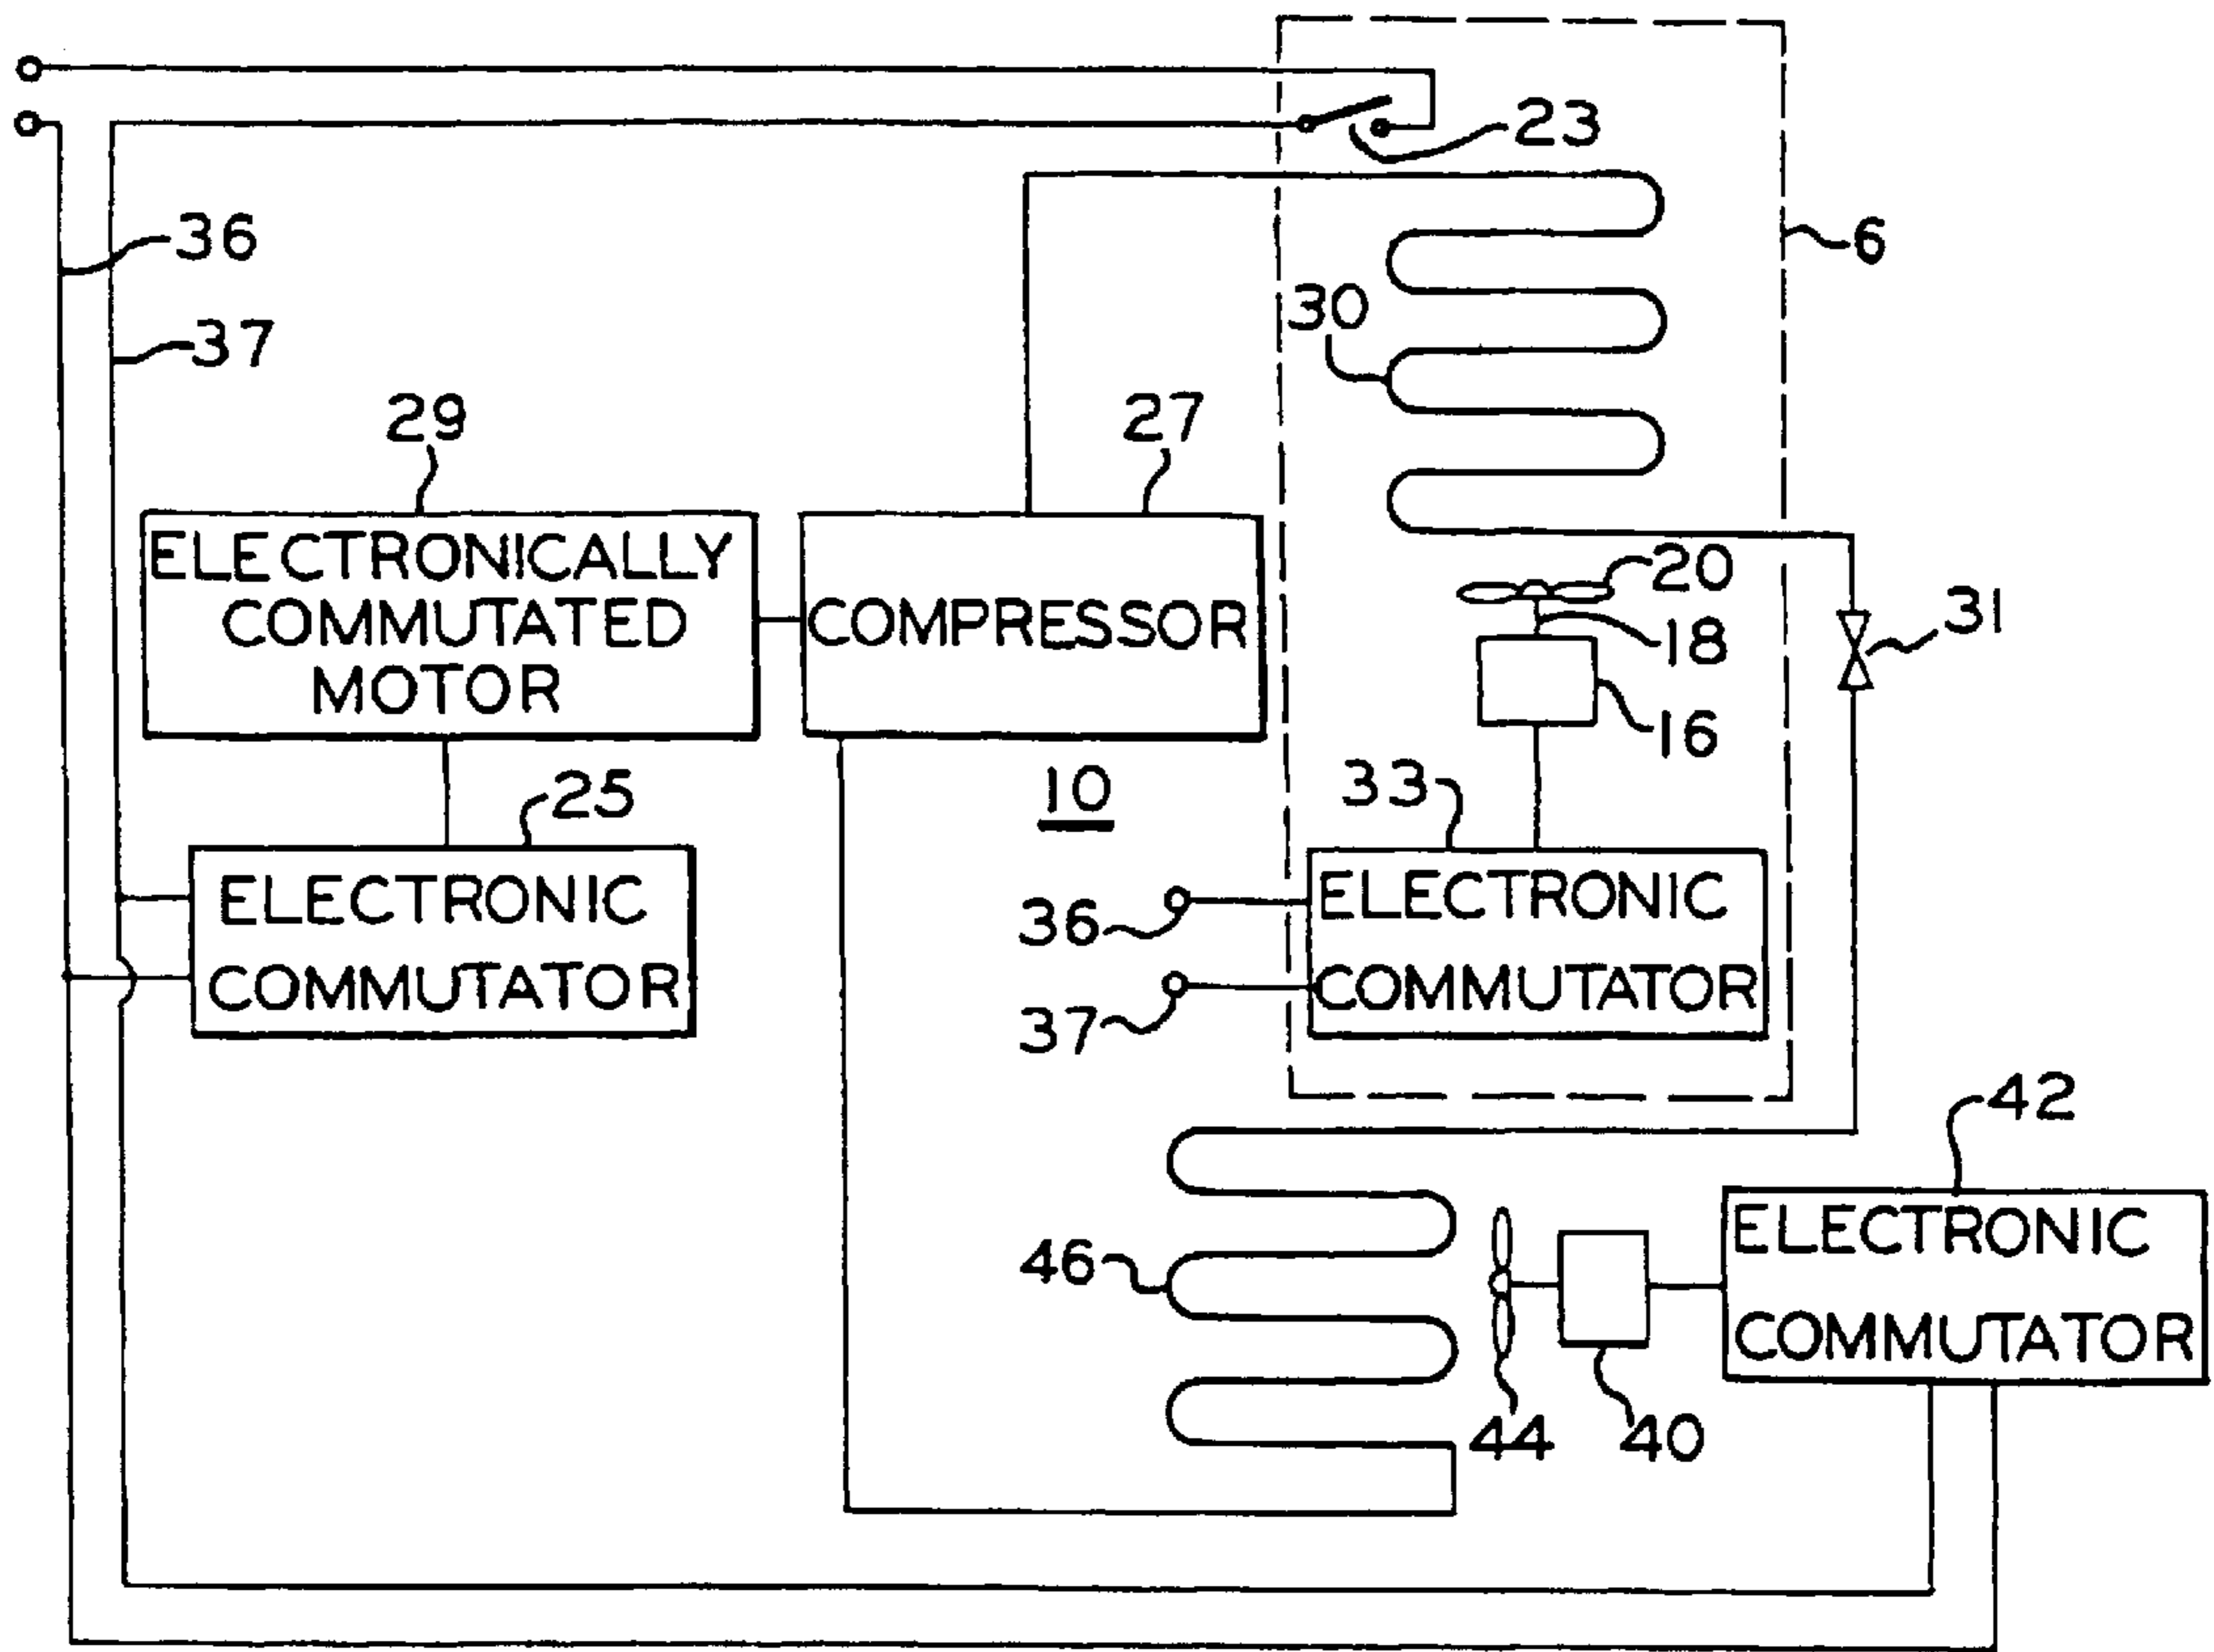 23
36
6
30
37
29
27
ELECTRONICALLY
COMMUTATED
MOTOR
COMPRESSOR
20
18
31
16
10
33
25
ELECTRONIC
COMMUTATOR
36
37
ELECTRONIC
COMMUTATOR
42
46
ELECTRONIC
COMMUTATOR
44
40